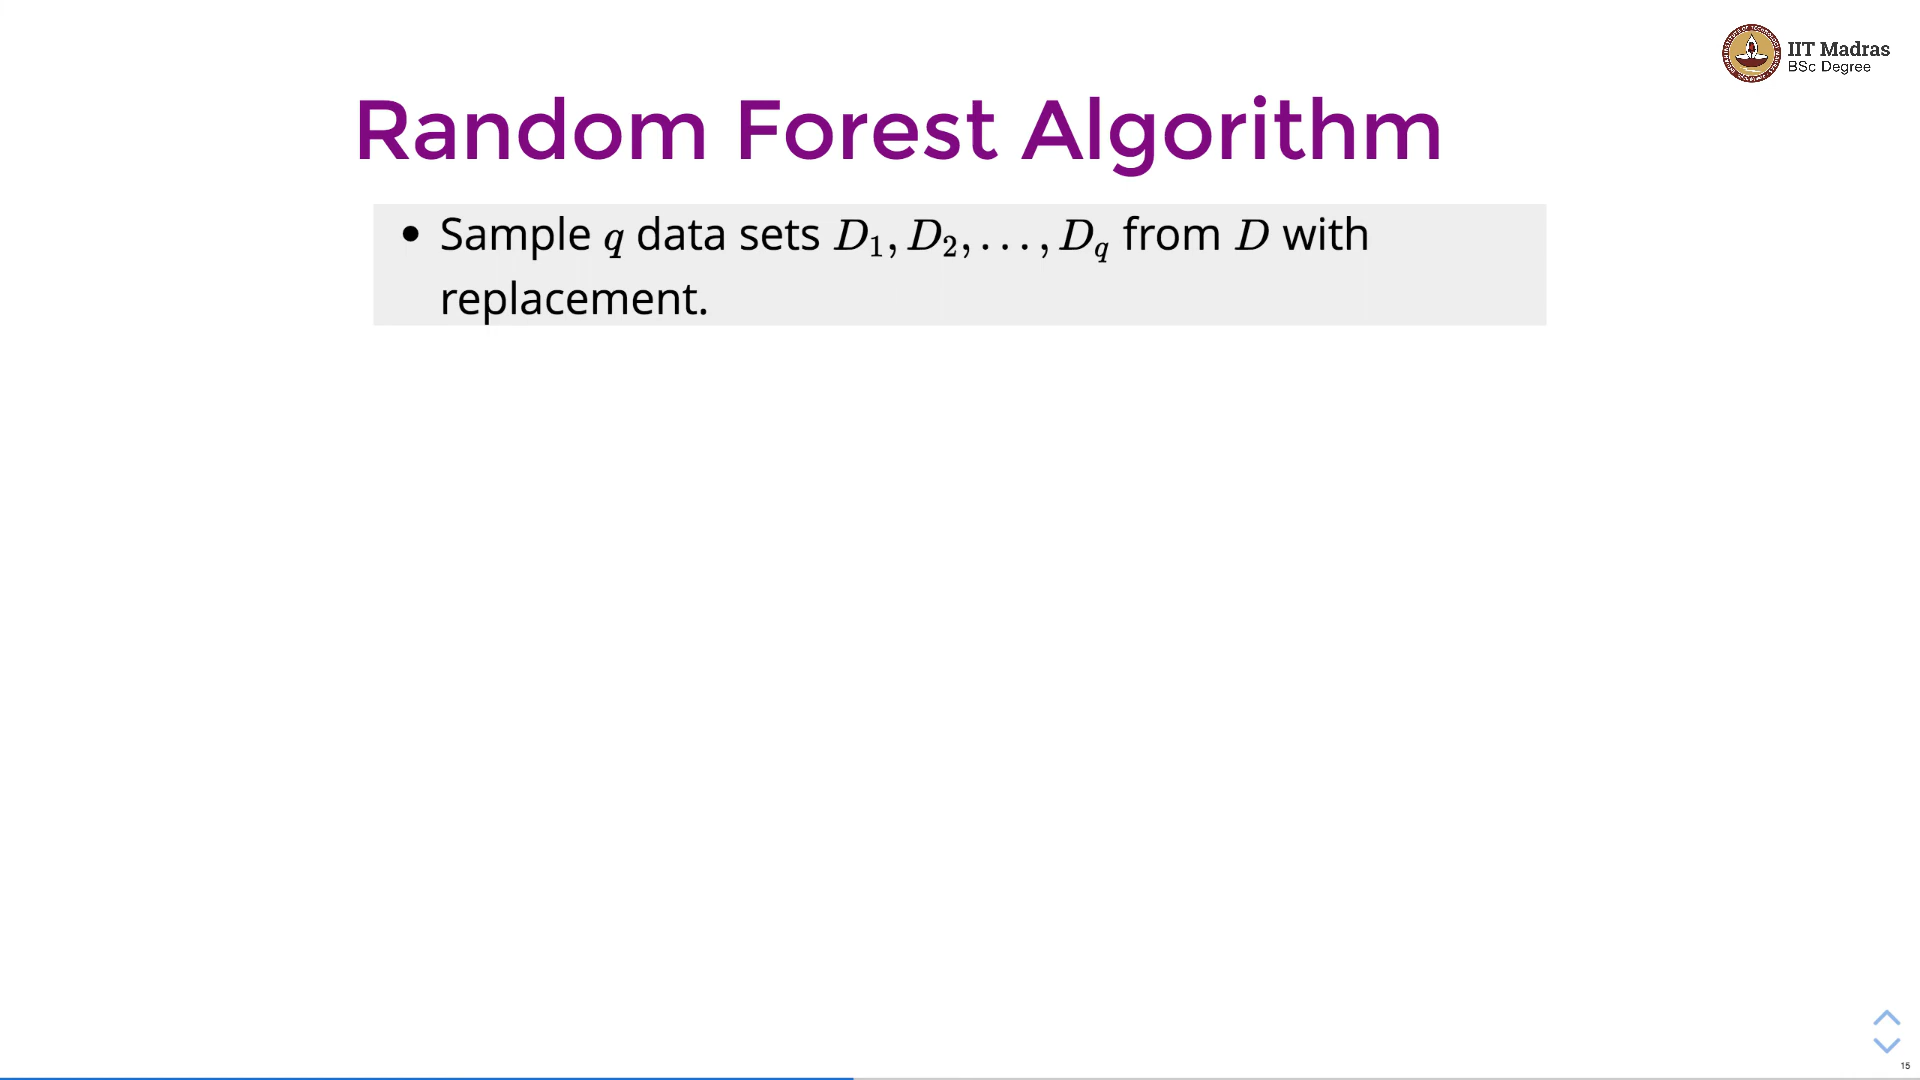 IIT Madras
BSc Degree
Random Forest Algorithm
• Sample q data sets D₁, D₂, . . . , D_q from D with
replacement.
15